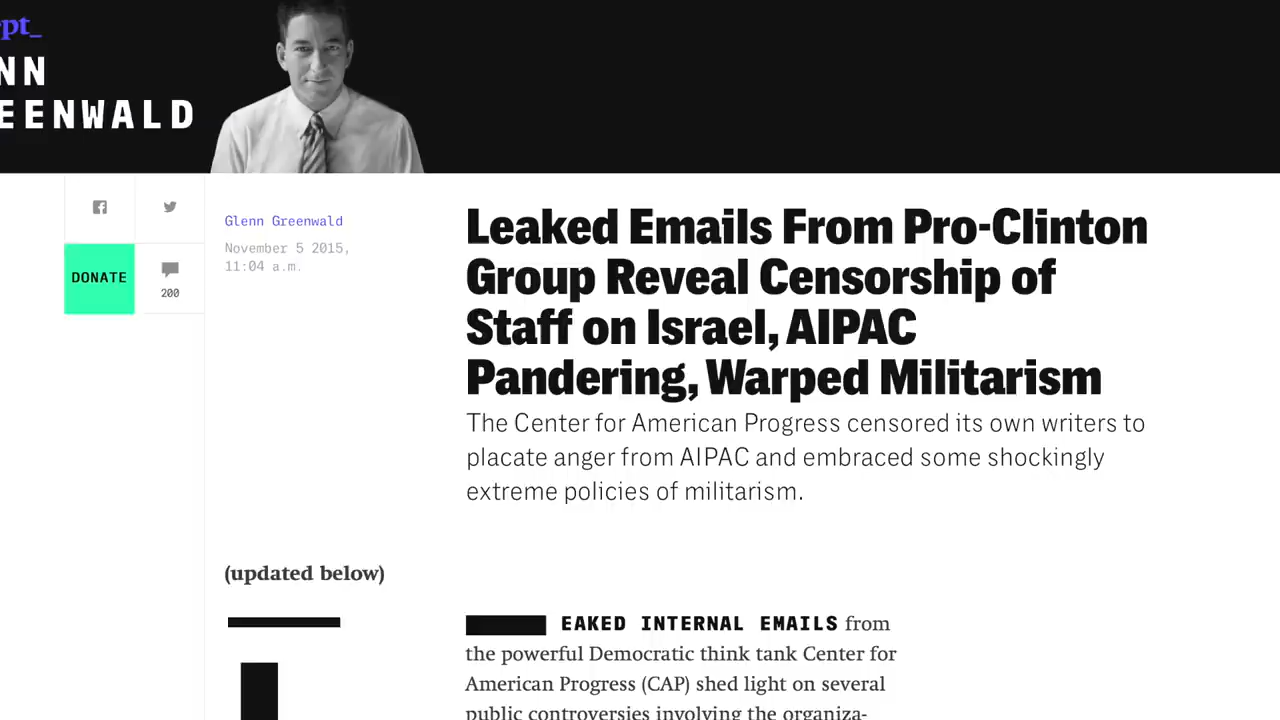 pt_
NN
EENWALD
DONATE
200
Glenn Greenwald
November 5 2015,
11:04 a.m.
Leaked Emails From Pro-Clinton
Group Reveal Censorship of
Staff on Israel, AIPAC
Pandering, Warped Militarism
The Center for American Progress censored its own writers to
placate anger from AIPAC and embraced some shockingly
extreme policies of militarism.
(updated below)
EAKED INTERNAL EMAILS from
the powerful Democratic think tank Center for
American Progress (CAP) shed light on several
public controversies involving the organiza-